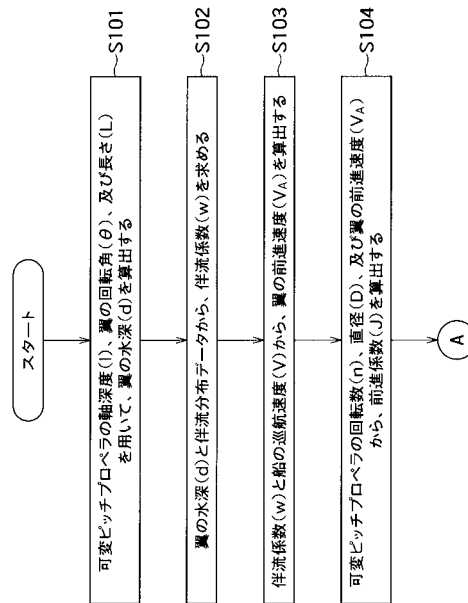 スタート
可変ピッチプロペラの軸深度(l)、翼の回転角(θ)、及び長さ(L)
を用いて、翼の水深(d)を算出する
S101
翼の水深(d)と伴流分布データから、伴流係数(w)を求める
S102
伴流係数(w)と船の巡航速度(V)から、翼の前進速度(VA)を算出する
S103
可変ピッチプロペラの回転数(n)、直径(D)、及び翼の前進速度(VA)
から、前進係数(J)を算出する
S104
A